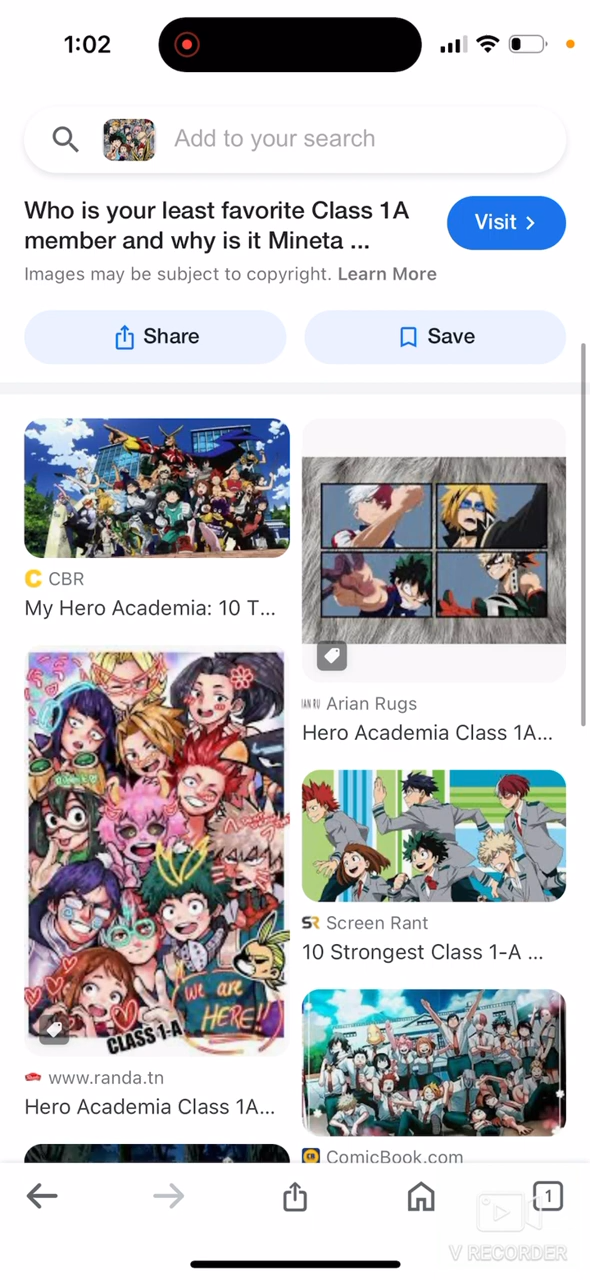 1:02
Add to your search
Who is your least favorite Class 1A
member and why is it Mineta ...
Visit
Images may be subject to copyright. Learn More
Share
Save
CBR
My Hero Academia: 10 T...
Arian Rugs
Hero Academia Class 1A...
we are
HERE!!
CLASS 1-A
SR Screen Rant
10 Strongest Class 1-A ...
www.randa.tn
Hero Academia Class 1A...
ComicBook.com
1
V RECORDER